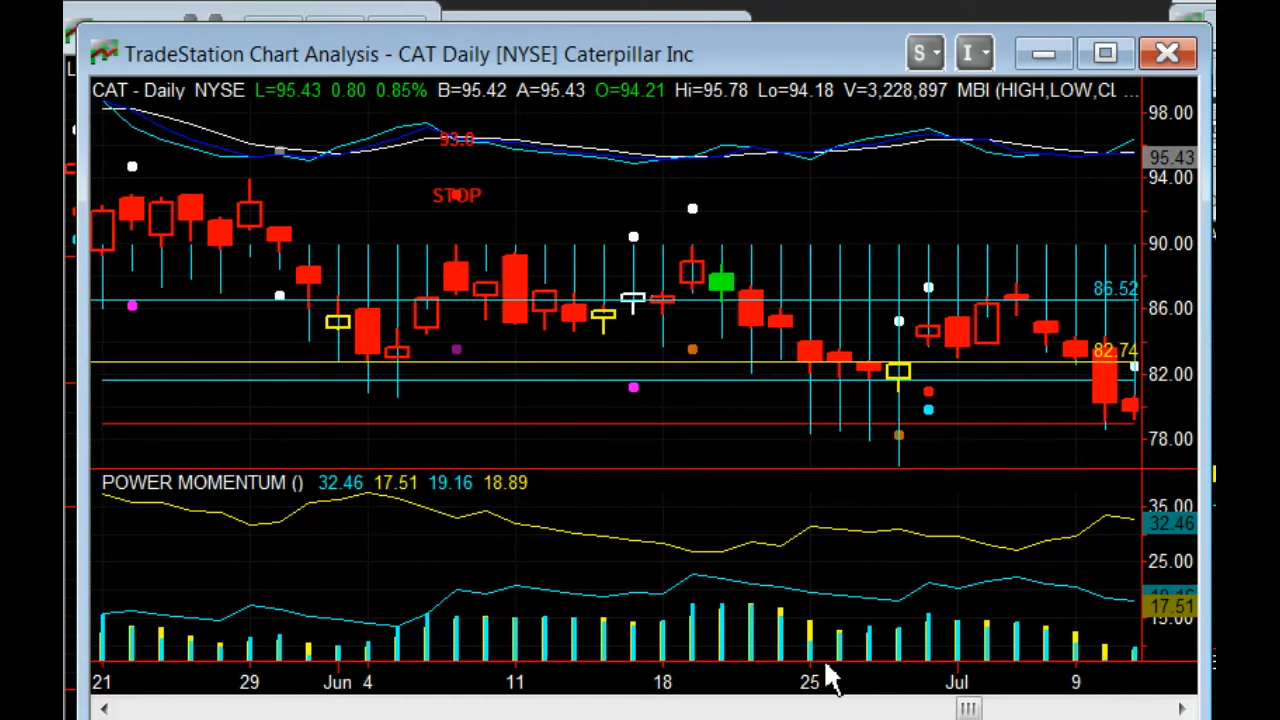 TradeStation Chart Analysis - CAT Daily [NYSE] Caterpillar Inc
S I
CAT - Daily NYSE L=95.43 0.80 0.85% B=95.42 A=95.43 O=94.21 Hi=95.78 Lo=94.18 V=3,228,897 MBI (HIGH,LOW,CL ...
98.00
93.0
95.43
94.00
STOP
90.00
86.52
86.00
82.74
82.00
78.00
POWER MOMENTUM () 32.46 17.51 19.16 18.89
35.00
32.46
25.00
17.51
15.00
21 29 Jun 4 11 18 25 Jul 9